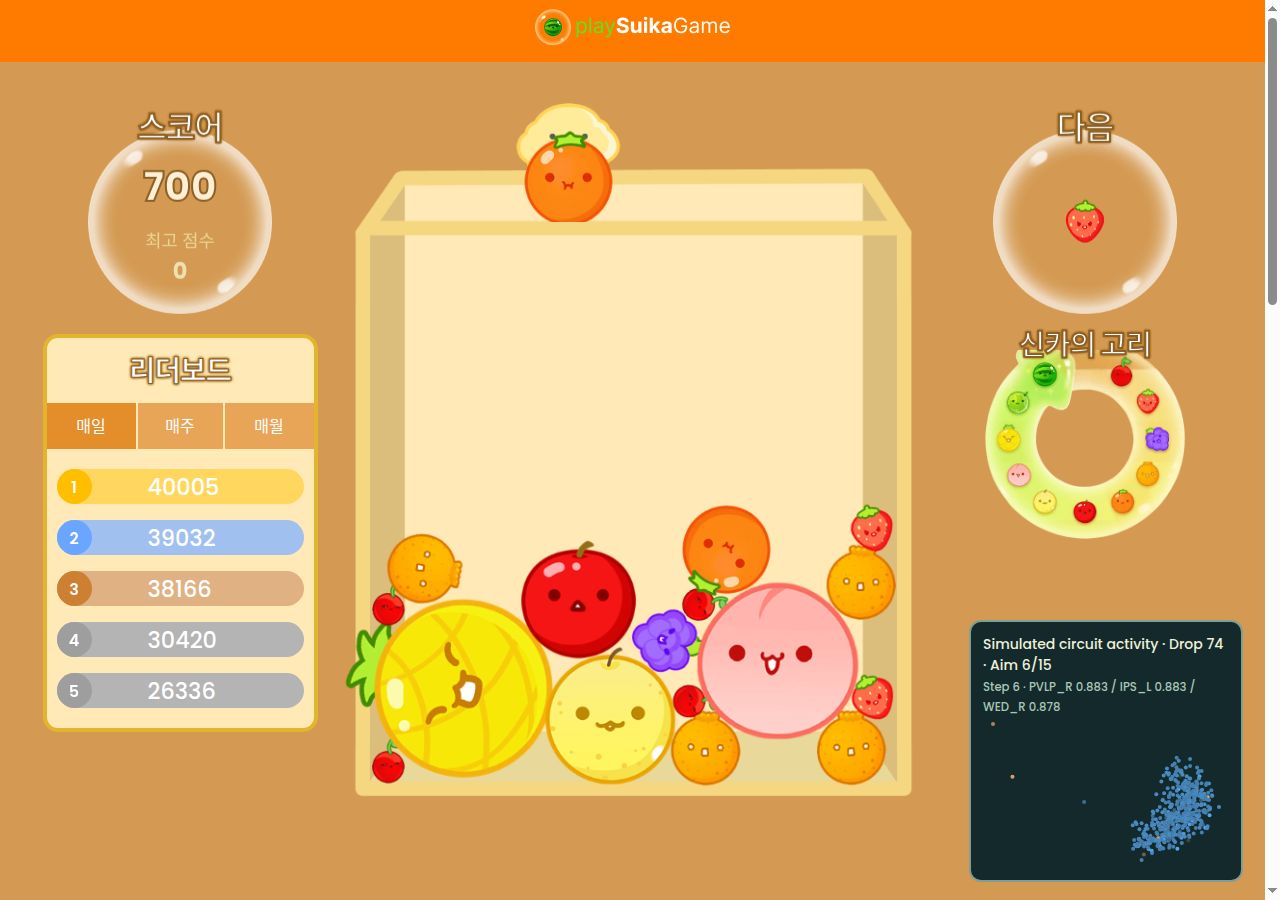 playSuikaGame
스코어
700
최고 점수
0
리더보드
매일 매주 매월
1 40005
2 39032
3 38166
4 30420
5 26336
다음
신카의 고리
Simulated circuit activity · Drop 74
· Aim 6/15
Step 6 · PVLP_R 0.883 / IPS_L 0.883 /
WED_R 0.878